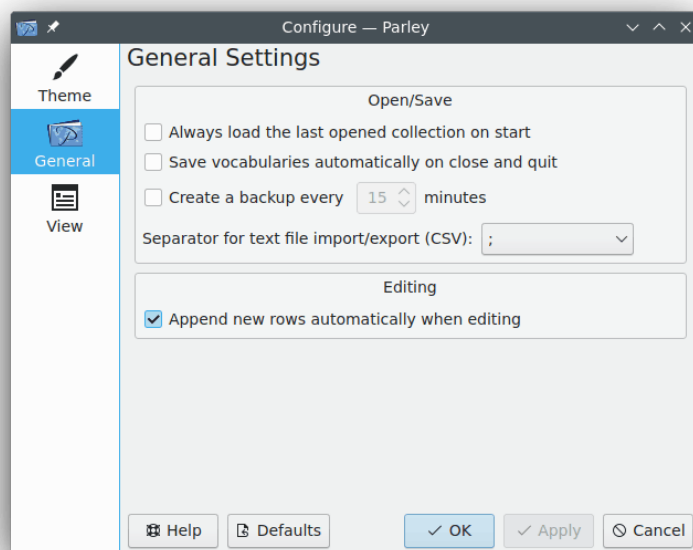 Configure — Parley
Theme
General
View
General Settings
Open/Save
Always load the last opened collection on start
Save vocabularies automatically on close and quit
Create a backup every 15 minutes
Separator for text file import/export (CSV): ;
Editing
Append new rows automatically when editing
Help Defaults OK Apply Cancel